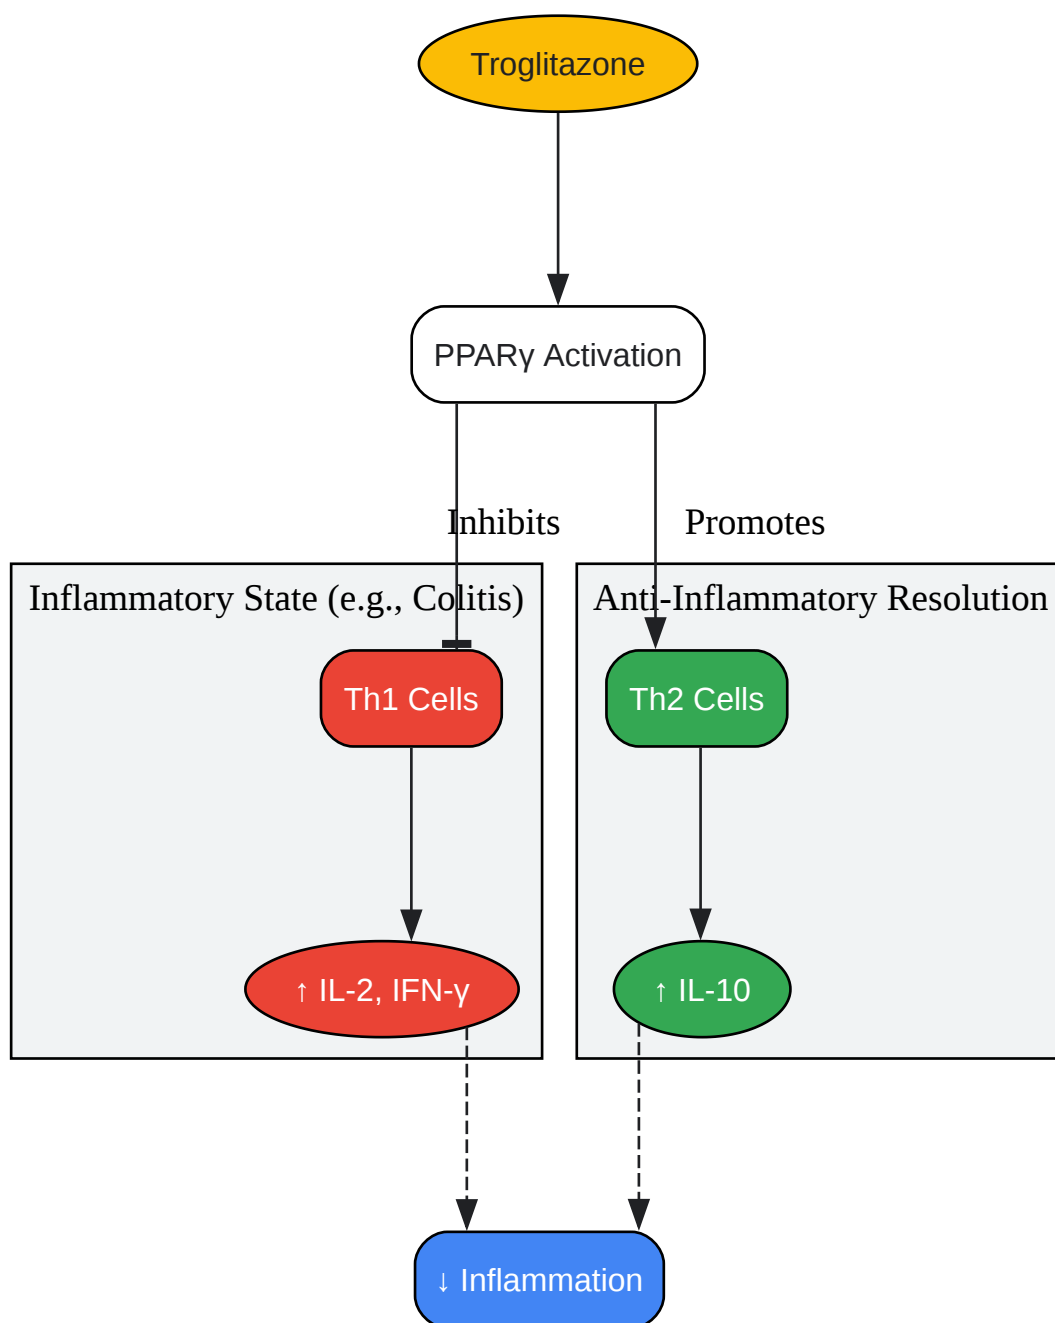 Troglitazone
PPARγ Activation
Inhibits
Promotes
Inflammatory State (e.g., Colitis)
Anti-Inflammatory Resolution
Th1 Cells
Th2 Cells
↑ IL-2, IFN-γ
↑ IL-10
↓ Inflammation